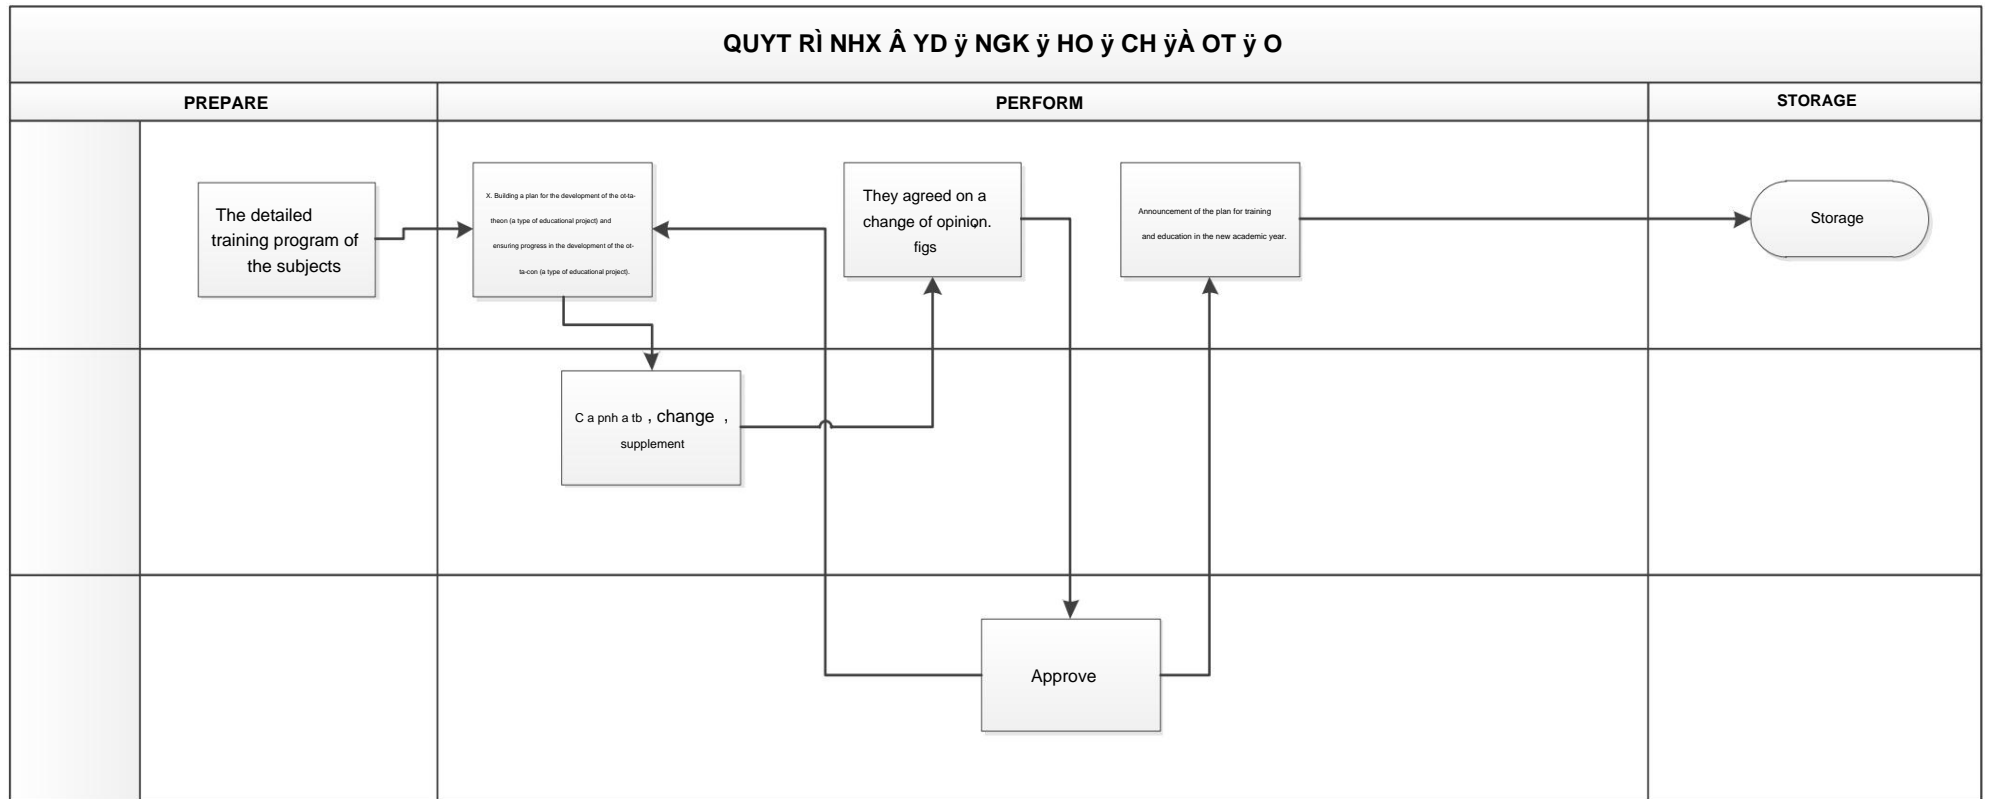 QUYT RÌ NHX Â YD ÿ NGK ÿ HO ÿ CH ÿÀ OT ÿ O
PREPARE
PERFORM
STORAGE
The detailed
training program of
the subjects
X. Building a plan for the development of the ot-ta-
theon (a type of educational project) and
ensuring progress in the development of the ot-
ta-con (a type of educational project).
They agreed on a
change of opinion.
figs
Announcement of the plan for training
and education in the new academic year.
Storage
C a pnh a tb , change ,
supplement
Approve